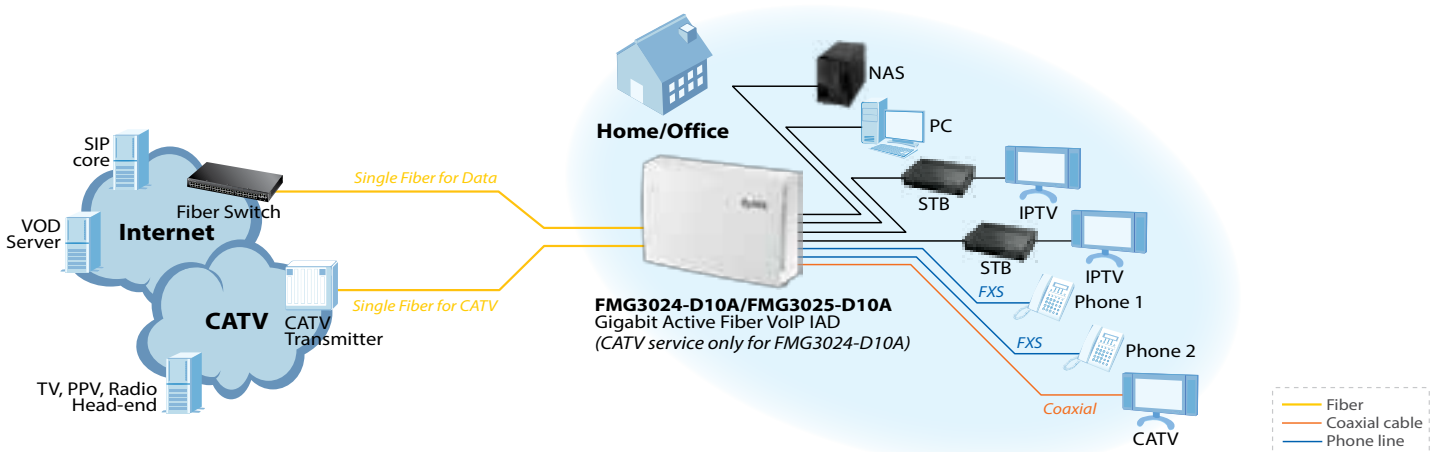 SIP
core
Fiber Switch
VOD
Server
Internet
CATV
CATV
Transmitter
TV, PPV, Radio
Head-end
Single Fiber for Data
Single Fiber for CATV
Home/Office
FMG3024-D10A/FMG3025-D10A
Gigabit Active Fiber VoIP IAD
(CATV service only for FMG3024-D10A)
NAS
PC
STB
IPTV
STB
IPTV
FXS
Phone 1
FXS
Phone 2
Coaxial
CATV
Fiber
Coaxial cable
Phone line